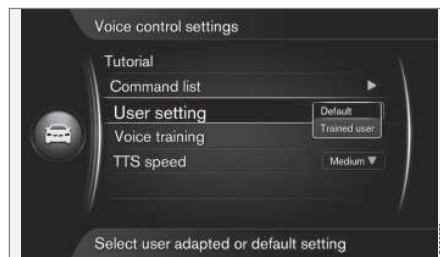 Voice control settings
Tutorial
Command list
User setting
Default
Trained user
Voice training
TTS speed
Medium
Select user adapted or default setting